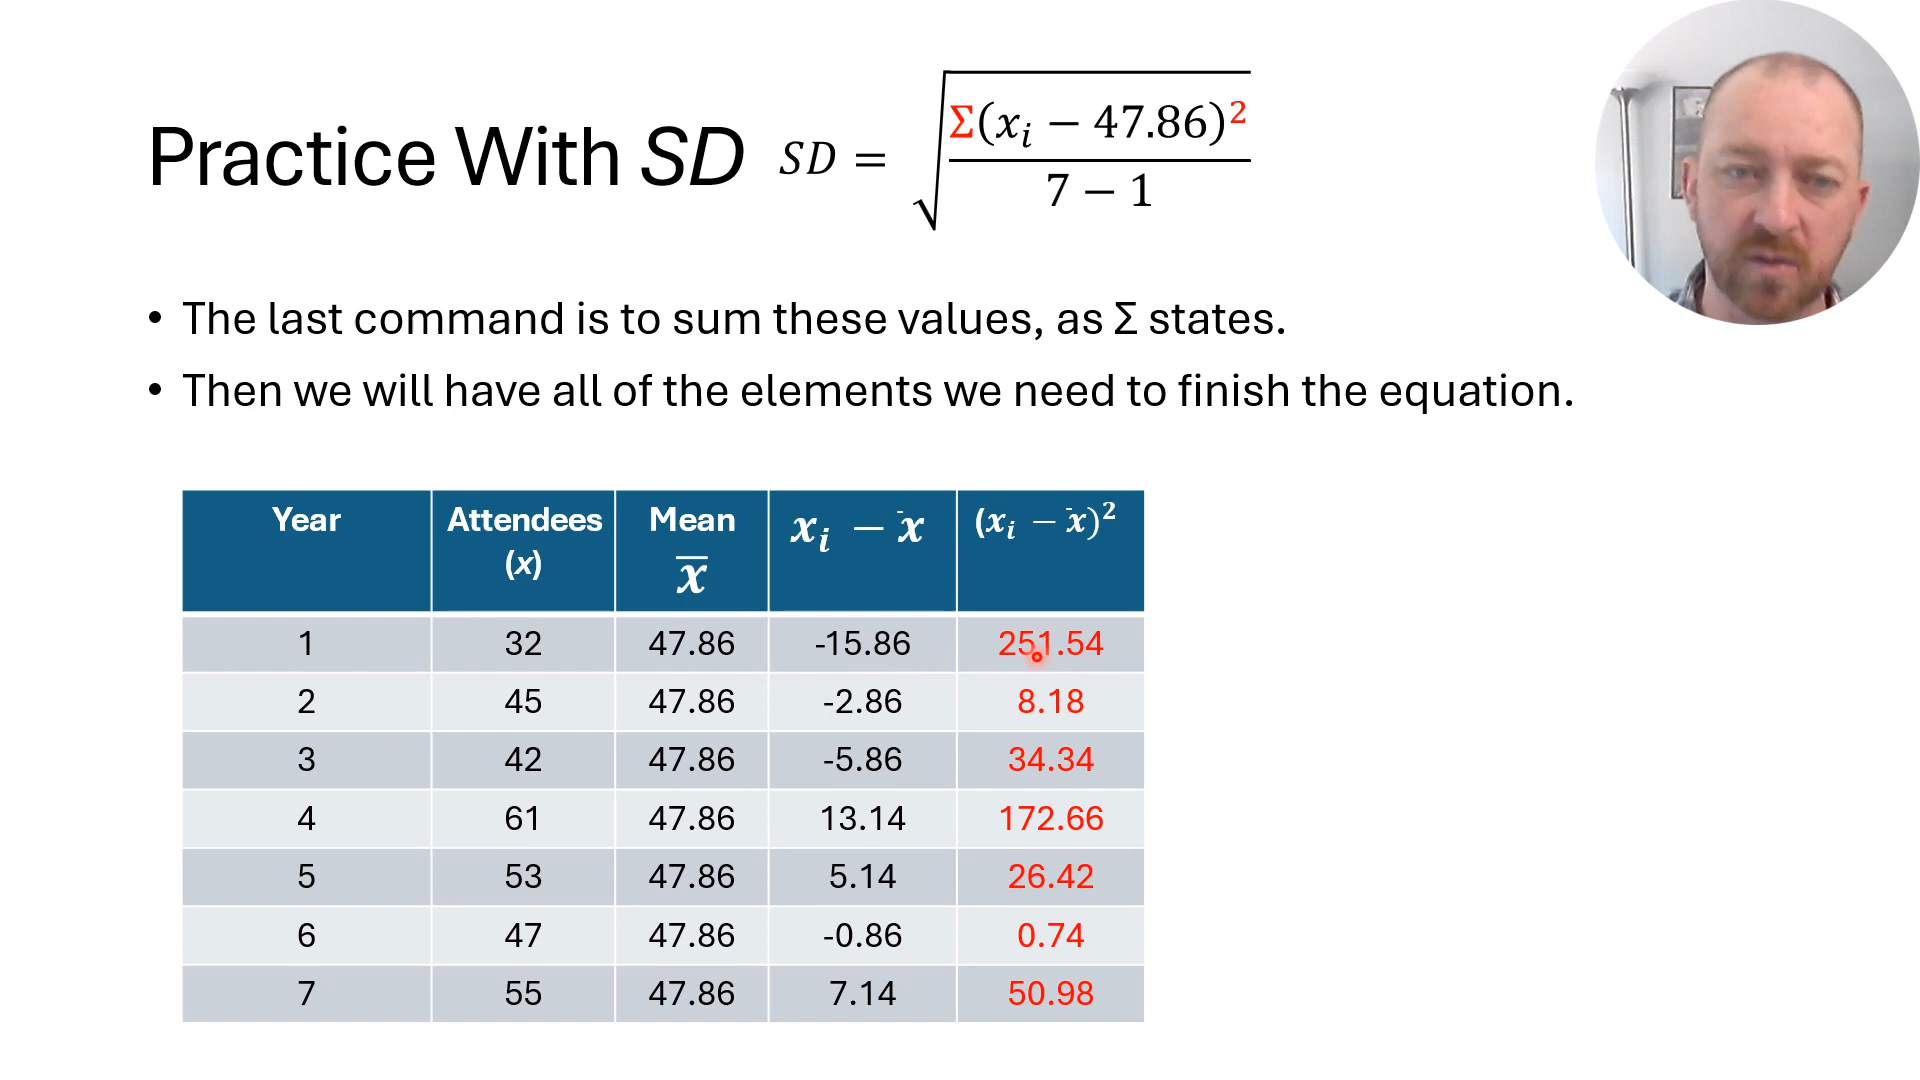 Practice With SD SD = √(Σ(xᵢ − 47.86)² / (7 − 1))
• The last command is to sum these values, as Σ states.
• Then we will have all of the elements we need to finish the equation.
Year Attendees (x) Mean x̅ xᵢ − x̄ (xᵢ − x̄)²
1 32 47.86 -15.86 251.54
2 45 47.86 -2.86 8.18
3 42 47.86 -5.86 34.34
4 61 47.86 13.14 172.66
5 53 47.86 5.14 26.42
6 47 47.86 -0.86 0.74
7 55 47.86 7.14 50.98